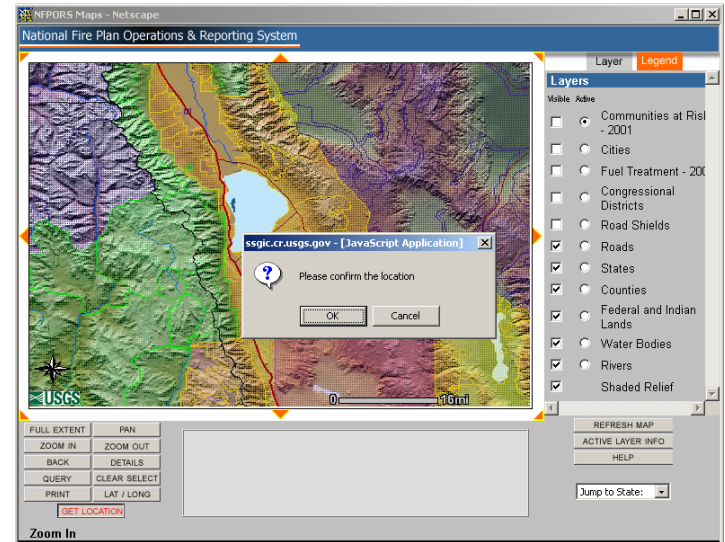 NFPORS Maps - Netscape
National Fire Plan Operations & Reporting System
Layer Legend
Layers
Visible Active
Communities at Ris
- 2001
Cities
Fuel Treatment - 200
Congressional
Districts
Road Shields
Roads
States
Counties
Federal and Indian
Lands
Water Bodies
Rivers
Shaded Relief
ssgic.cr.usgs.gov - [JavaScript Application]
Please confirm the location
OK Cancel
USGS
0 16mi
FULL EXTENT PAN
ZOOM IN ZOOM OUT
BACK DETAILS
QUERY CLEAR SELECT
PRINT LAT / LONG
GET LOCATION
Zoom In
REFRESH MAP
ACTIVE LAYER INFO
HELP
Jump to State: